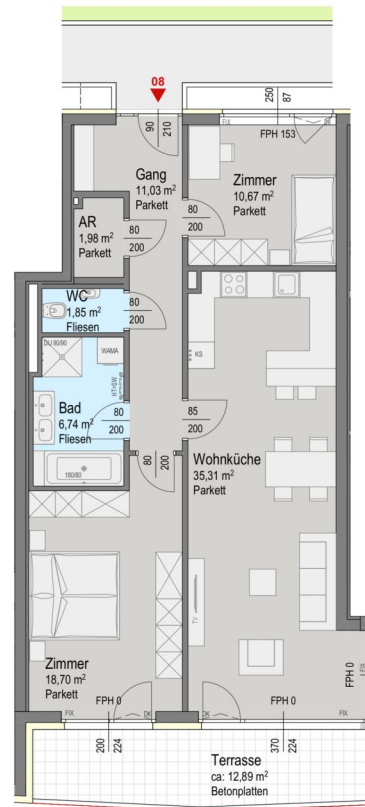 08
250
87
90
210
FIX
DK
FPH 153
Gang
11,03 m²
Parkett
Zimmer
10,67 m²
Parkett
AR
1,98 m²
Parkett
80
200
80
200
WC
1,85 m²
Fliesen
80
200
DU 90/90
WAMA
HT=SW
KS
Bad
6,74 m²
Fliesen
80
200
85
200
180/80
80
200
Wohnküche
35,31 m²
Parkett
TV
Zimmer
18,70 m²
Parkett
FPH 0
FPH 0
FPH 0
FIX
DK
DK
FIX
FIX
200
224
370
224
Terrasse
ca: 12,89 m²
Betonplatten